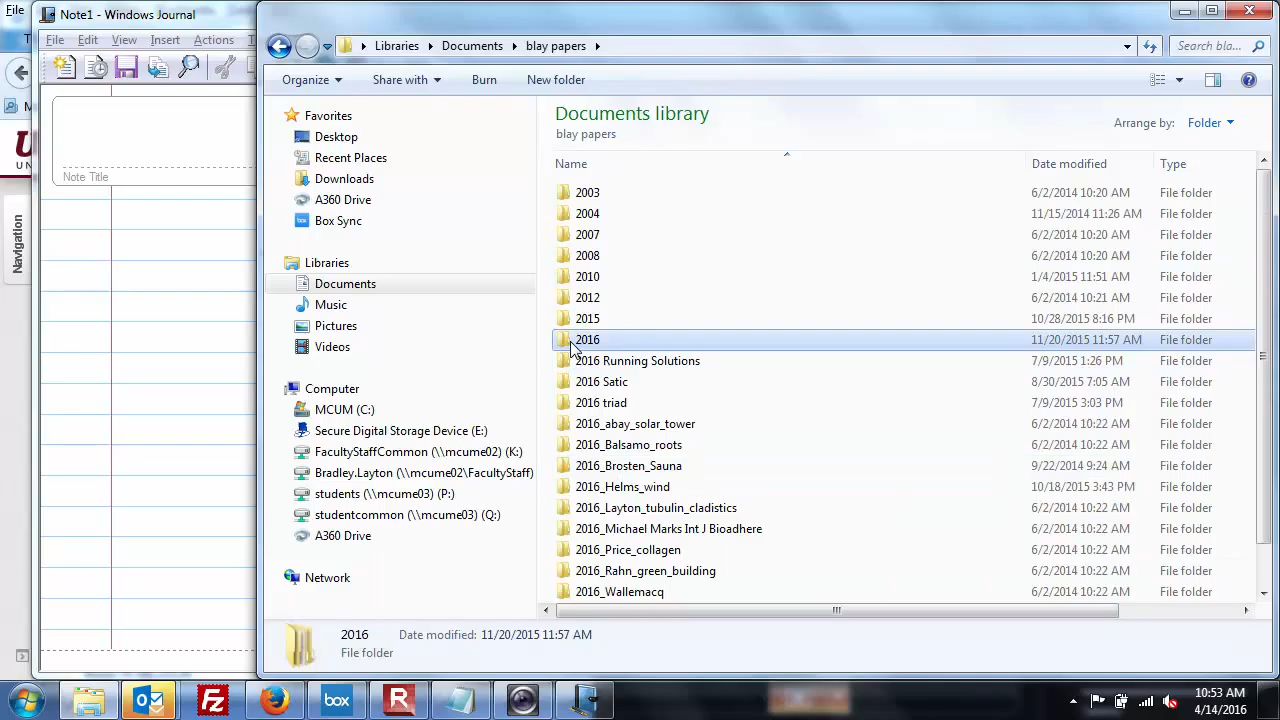 File
Note1 - Windows Journal
File Edit View Insert Actions T
Note Title
Navigation
M
U
UN
Libraries Documents blay papers
Search bla...
Organize Share with Burn New folder
Favorites
Desktop
Recent Places
Downloads
A360 Drive
Box Sync
Libraries
Documents
Music
Pictures
Videos
Computer
MCUM (C:)
Secure Digital Storage Device (E:)
FacultyStaffCommon (\\mcume02) (K:)
Bradley.Layton (\\mcume02\FacultyStaff)
students (\\mcume03) (P:)
studentcommon (\\mcume03) (Q:)
A360 Drive
Network
Documents library
blay papers
Arrange by: Folder
Name Date modified Type
2003 6/2/2014 10:20 AM File folder
2004 11/15/2014 11:26 AM File folder
2007 6/2/2014 10:20 AM File folder
2008 6/2/2014 10:20 AM File folder
2010 1/4/2015 11:51 AM File folder
2012 6/2/2014 10:21 AM File folder
2015 10/28/2015 8:16 PM File folder
2016 11/20/2015 11:57 AM File folder
2016 Running Solutions 7/9/2015 1:26 PM File folder
2016 Satic 8/30/2015 7:05 AM File folder
2016 triad 7/9/2015 3:03 PM File folder
2016_abay_solar_tower 6/2/2014 10:22 AM File folder
2016_Balsamo_roots 6/2/2014 10:22 AM File folder
2016_Brosten_Sauna 9/22/2014 9:24 AM File folder
2016_Helms_wind 10/18/2015 3:43 PM File folder
2016_Layton_tubulin_cladistics 6/2/2014 10:22 AM File folder
2016_Michael Marks Int J Bioadhere 6/2/2014 10:22 AM File folder
2016_Price_collagen 6/2/2014 10:22 AM File folder
2016_Rahn_green_building 6/2/2014 10:22 AM File folder
2016_Wallemacq 6/2/2014 10:22 AM File folder
2016 Date modified: 11/20/2015 11:57 AM
File folder
Fz
box
R
10:53 AM
4/14/2016